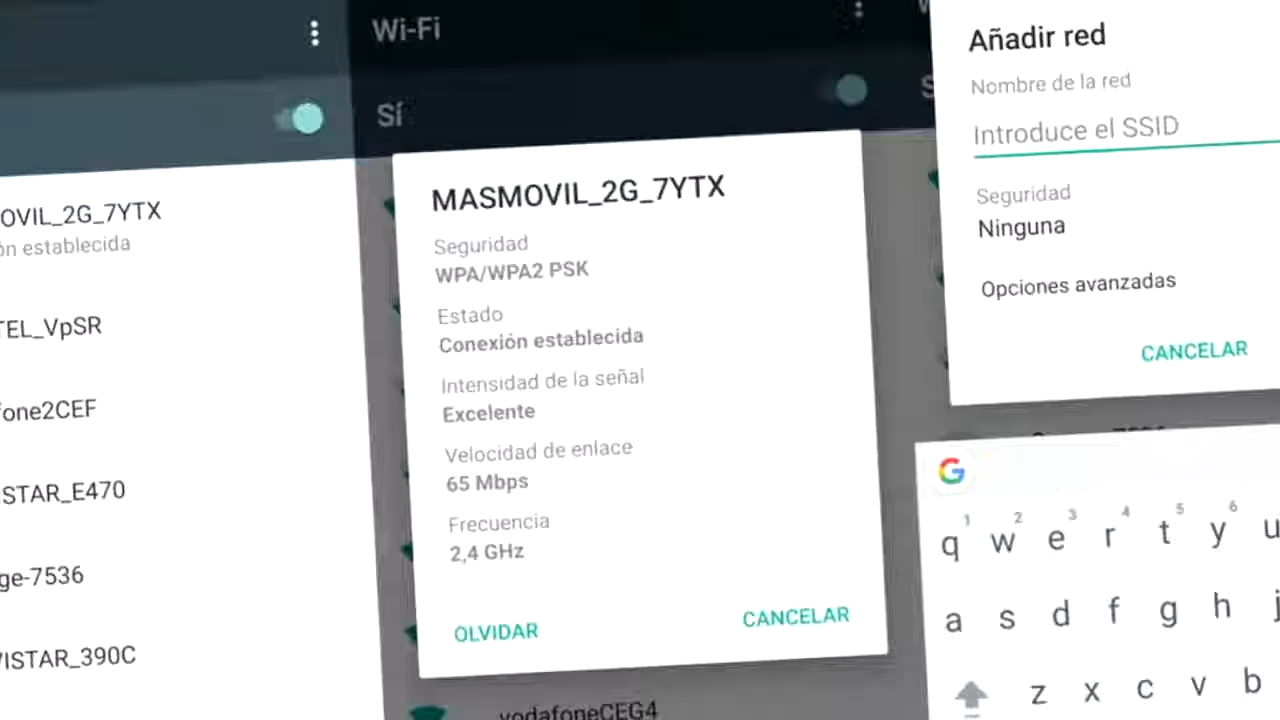 OVIL_2G_7YTX
ón establecida
TEL_VpSR
fone2CEF
ISTAR_E470
ge-7536
VISTAR_390C
Wi-Fi
Sí
MASMOVIL_2G_7YTX
Seguridad
WPA/WPA2 PSK
Estado
Conexión establecida
Intensidad de la señal
Excelente
Velocidad de enlace
65 Mbps
Frecuencia
2,4 GHz
OLVIDAR
CANCELAR
vodafoneCEG4
Añadir red
Nombre de la red
Introduce el SSID
Seguridad
Ninguna
Opciones avanzadas
CANCELAR
G
1 2 3 4 5 6
q w e r t y u
a s d f g h j
z x c v b